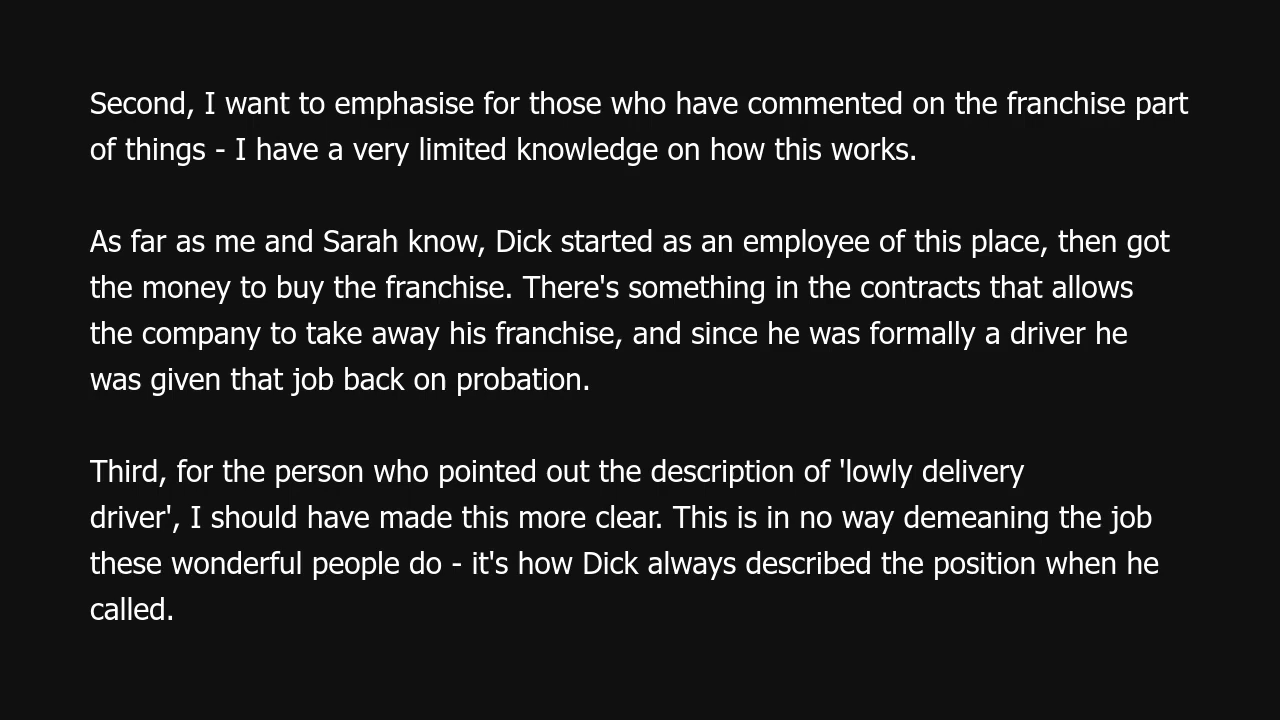 Second, I want to emphasise for those who have commented on the franchise part
of things - I have a very limited knowledge on how this works.
As far as me and Sarah know, Dick started as an employee of this place, then got
the money to buy the franchise. There's something in the contracts that allows
the company to take away his franchise, and since he was formally a driver he
was given that job back on probation.
Third, for the person who pointed out the description of 'lowly delivery
driver', I should have made this more clear. This is in no way demeaning the job
these wonderful people do - it's how Dick always described the position when he
called.